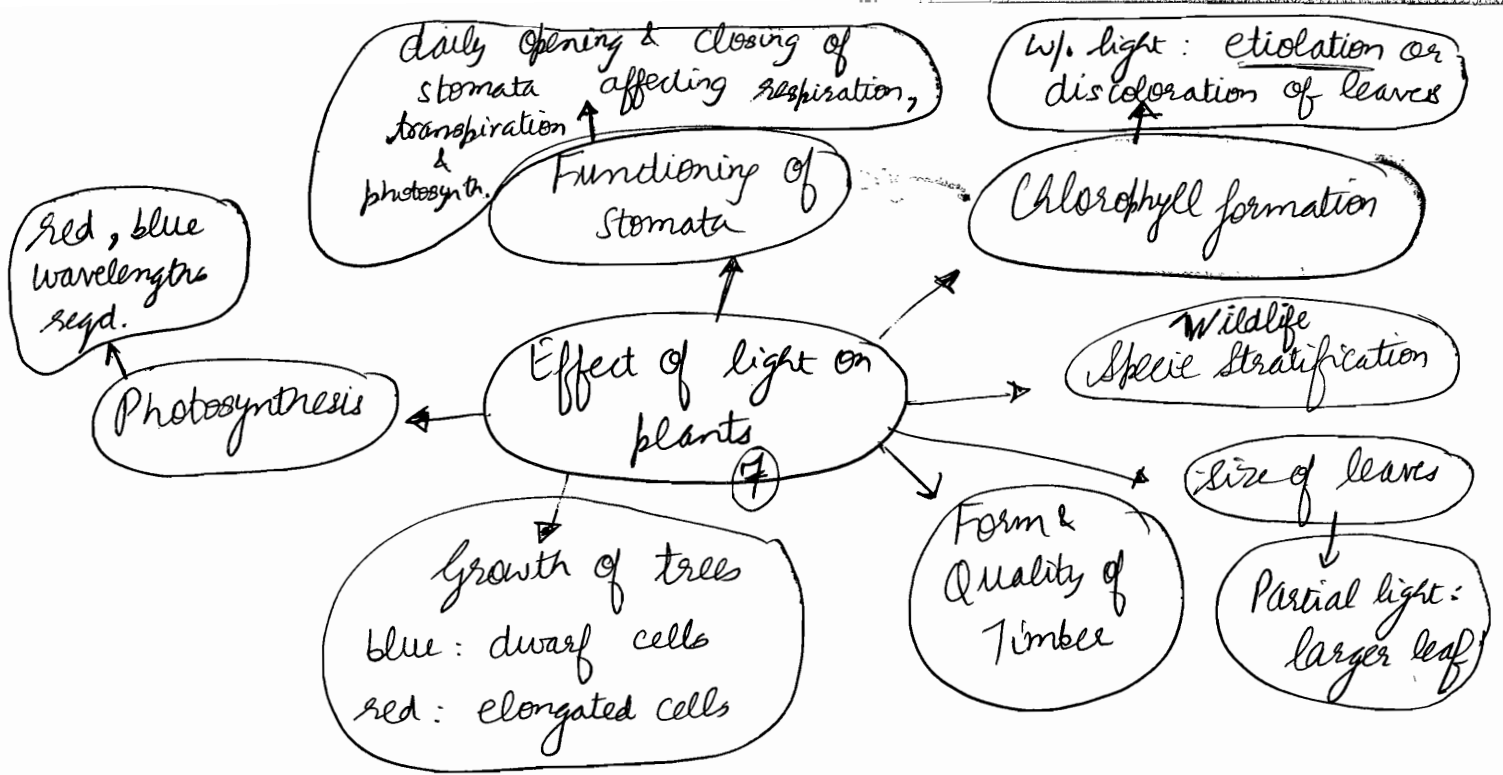 daily opening & closing of
stomata affecting respiration,
transpiration
&
photosynth.
Functioning of
stomata
w/o light : etiolation or
discoloration of leaves
Chlorophyll formation
red, blue
wavelengths
reqd.
Photosynthesis
Effect of light on
plants
7
Wildlife
Specie Stratification
size of leaves
Partial light :
larger leaf
Form &
Quality of
Timber
Growth of trees
blue : dwarf cells
red : elongated cells